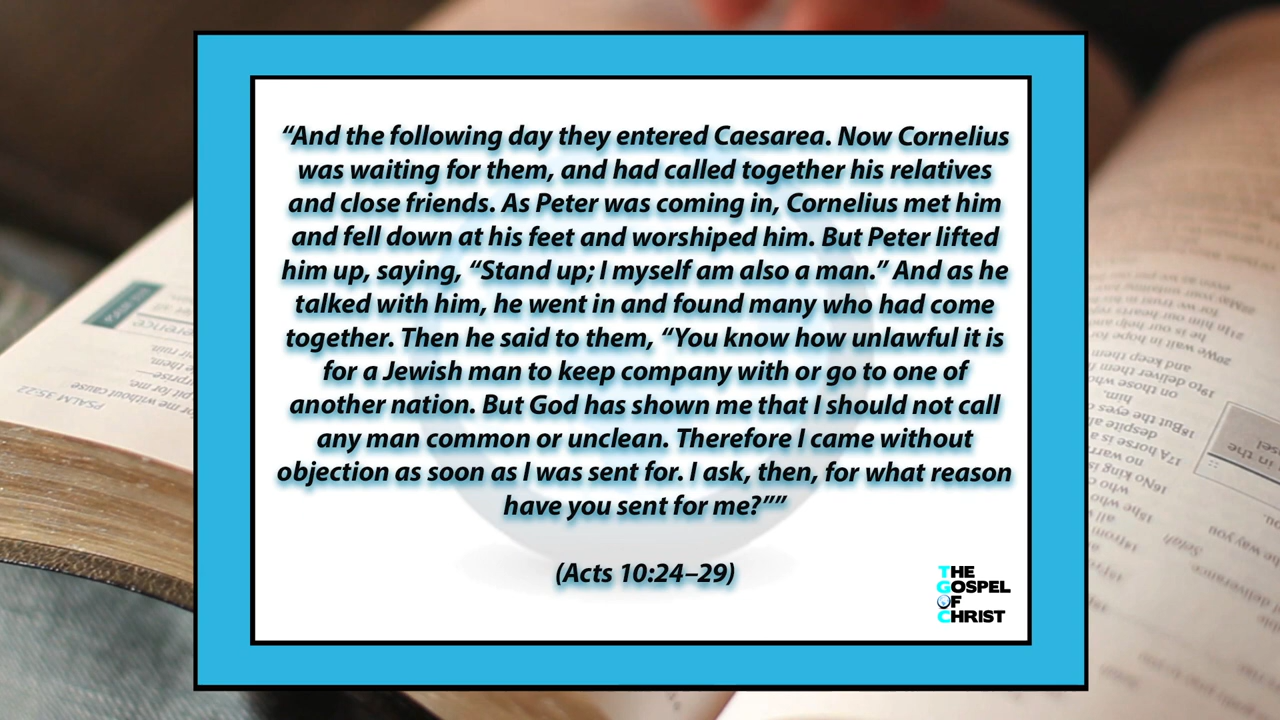 “And the following day they entered Caesarea. Now Cornelius
was waiting for them, and had called together his relatives
and close friends. As Peter was coming in, Cornelius met him
and fell down at his feet and worshiped him. But Peter lifted
him up, saying, “Stand up; I myself am also a man.” And as he
talked with him, he went in and found many who had come
together. Then he said to them, “You know how unlawful it is
for a Jewish man to keep company with or go to one of
another nation. But God has shown me that I should not call
any man common or unclean. Therefore I came without
objection as soon as I was sent for. I ask, then, for what reason
have you sent for me?””
(Acts 10:24–29)
THE
GOSPEL
OF
CHRIST
PSALM 35:22